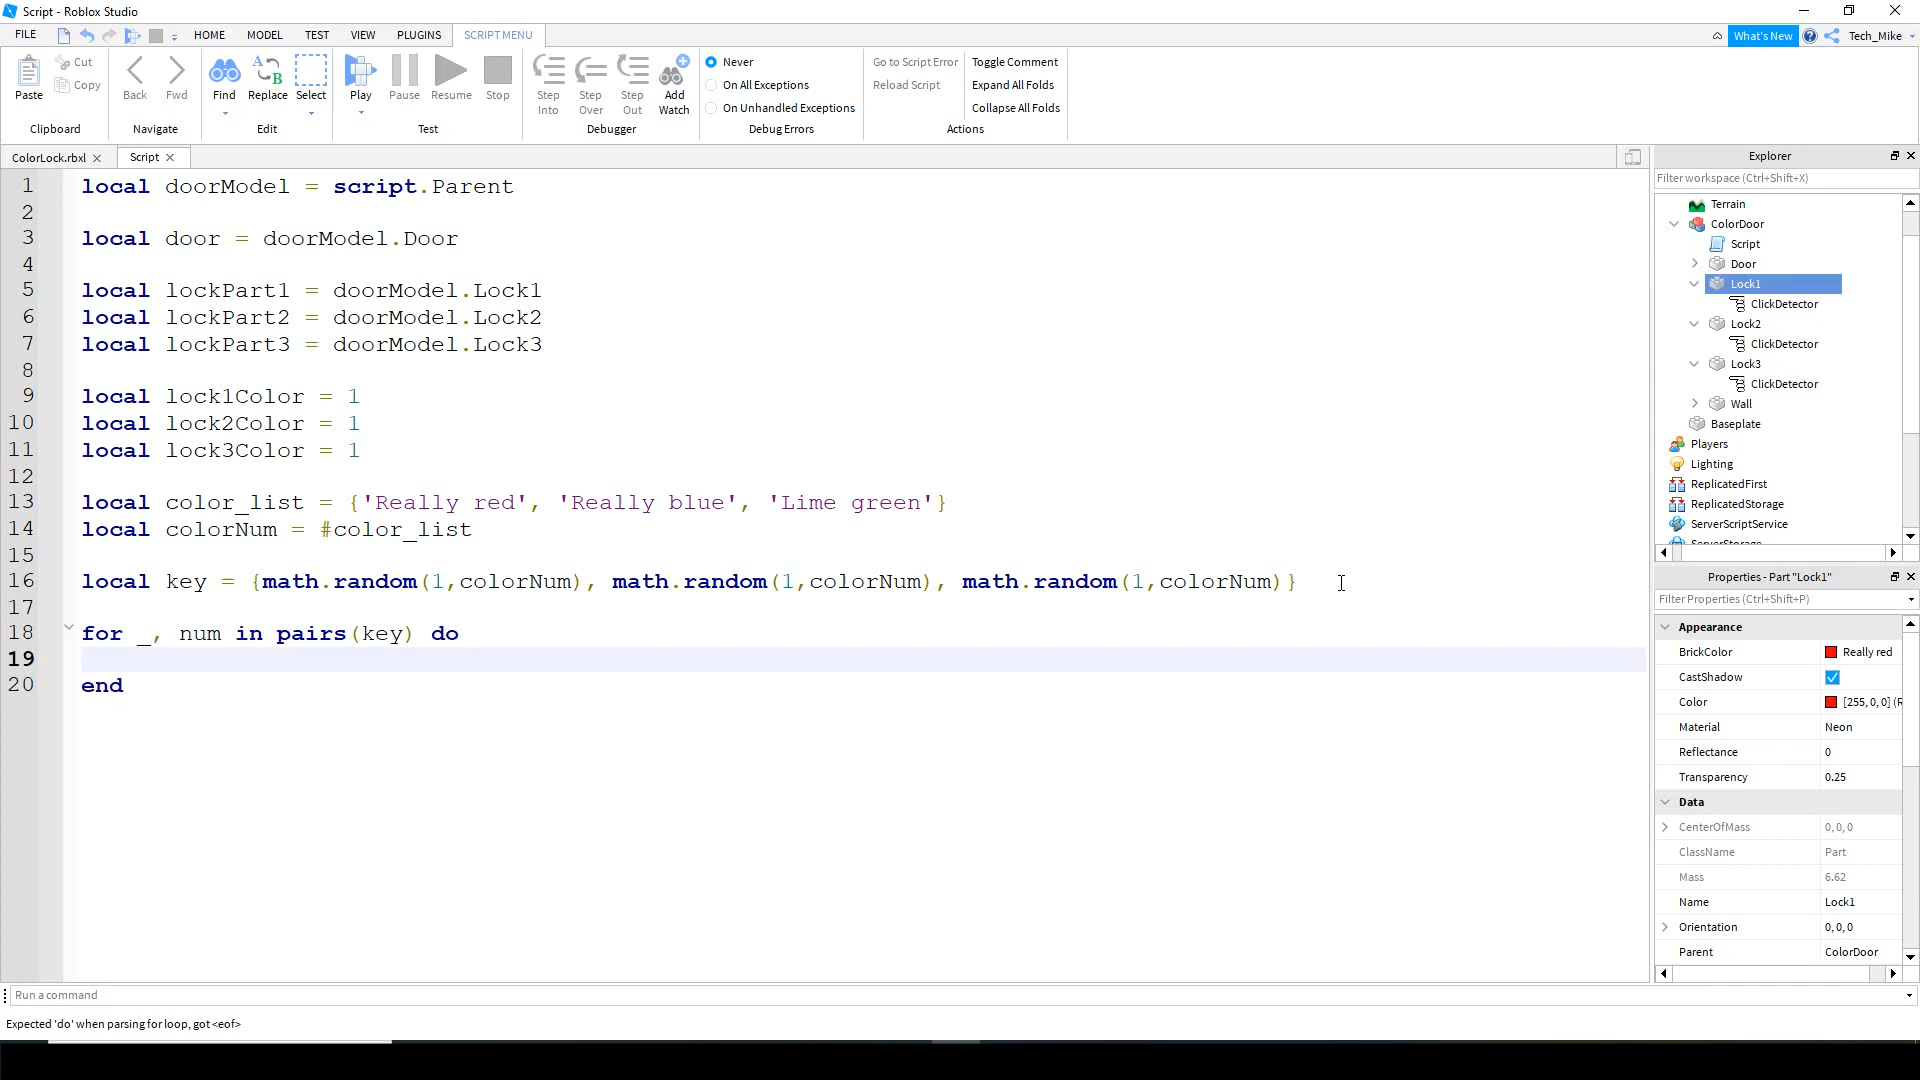 Script - Roblox Studio
FILE HOME MODEL TEST VIEW PLUGINS SCRIPT MENU What's New Tech_Mike
Paste Cut Copy
Clipboard
Back Fwd
Navigate
Find Replace Select
Edit
Play Pause Resume Stop
Test
Step Into Step Over Step Out Add Watch
Debugger
Never
On All Exceptions
On Unhandled Exceptions
Debug Errors
Go to Script Error Toggle Comment
Reload Script Expand All Folds
Collapse All Folds
Actions
ColorLock.rbxl Script
1 local doorModel = script.Parent
2
3 local door = doorModel.Door
4
5 local lockPart1 = doorModel.Lock1
6 local lockPart2 = doorModel.Lock2
7 local lockPart3 = doorModel.Lock3
8
9 local lock1Color = 1
10 local lock2Color = 1
11 local lock3Color = 1
12
13 local color_list = {'Really red', 'Really blue', 'Lime green'}
14 local colorNum = #color_list
15
16 local key = {math.random(1,colorNum), math.random(1,colorNum), math.random(1,colorNum)}
17
18 for _, num in pairs(key) do
19
20 end
Explorer
Filter workspace (Ctrl+Shift+X)
Terrain
ColorDoor
Script
Door
Lock1
ClickDetector
Lock2
ClickDetector
Lock3
ClickDetector
Wall
Baseplate
Players
Lighting
ReplicatedFirst
ReplicatedStorage
ServerScriptService
ServerStorage
Properties - Part "Lock1"
Filter Properties (Ctrl+Shift+P)
Appearance
BrickColor Really red
CastShadow
Color [255, 0, 0] (R
Material Neon
Reflectance 0
Transparency 0.25
Data
CenterOfMass 0, 0, 0
ClassName Part
Mass 6.62
Name Lock1
Orientation 0, 0, 0
Parent ColorDoor
Run a command
Expected 'do' when parsing for loop, got <eof>